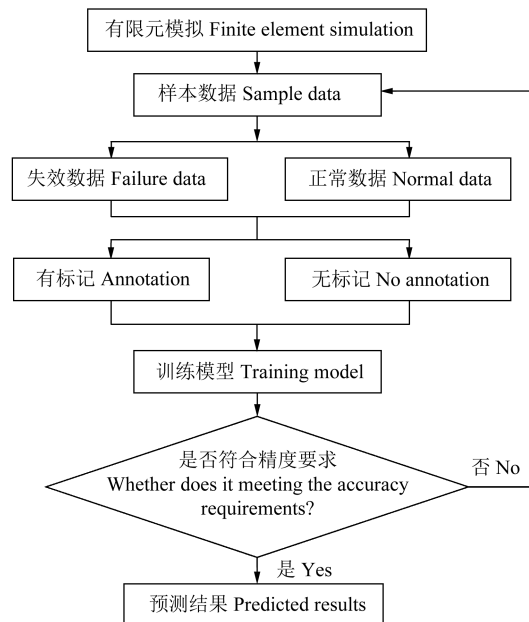 有限元模拟 Finite element simulation
样本数据 Sample data
失效数据 Failure data
正常数据 Normal data
有标记 Annotation
无标记 No annotation
训练模型 Training model
是否符合精度要求
Whether does it meeting the accuracy
requirements?
否 No
是 Yes
预测结果 Predicted results